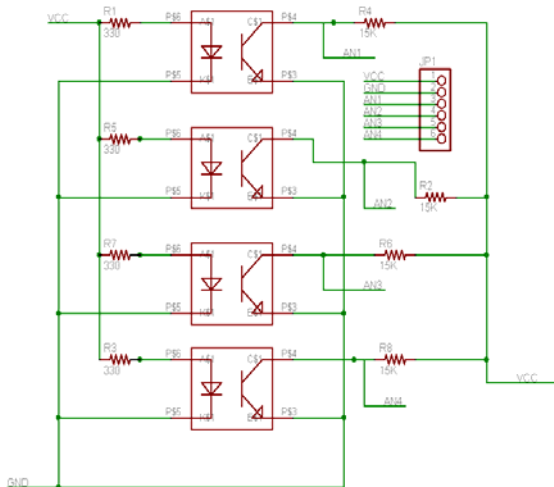 R1 P$6 A$1 C$1 P$4 R4
VCC 330 15K
AN1
P$5 K$1 E$1 P$3
JP1
VCC 1
GND 2
AN1 3
AN2 4
AN3 5
AN4 6
R5 P$6 A$1 C$1 P$4
330
R2
15K
P$5 K$1 E$1 P$3
AN2
R7 P$6 A$1 C$1 P$4 R6
330 15K
AN3
P$5 K$1 E$1 P$3
R3 P$6 A$1 C$1 P$4 R8
330 15K
VCC
AN4
P$5 K$1 E$1 P$3
GND